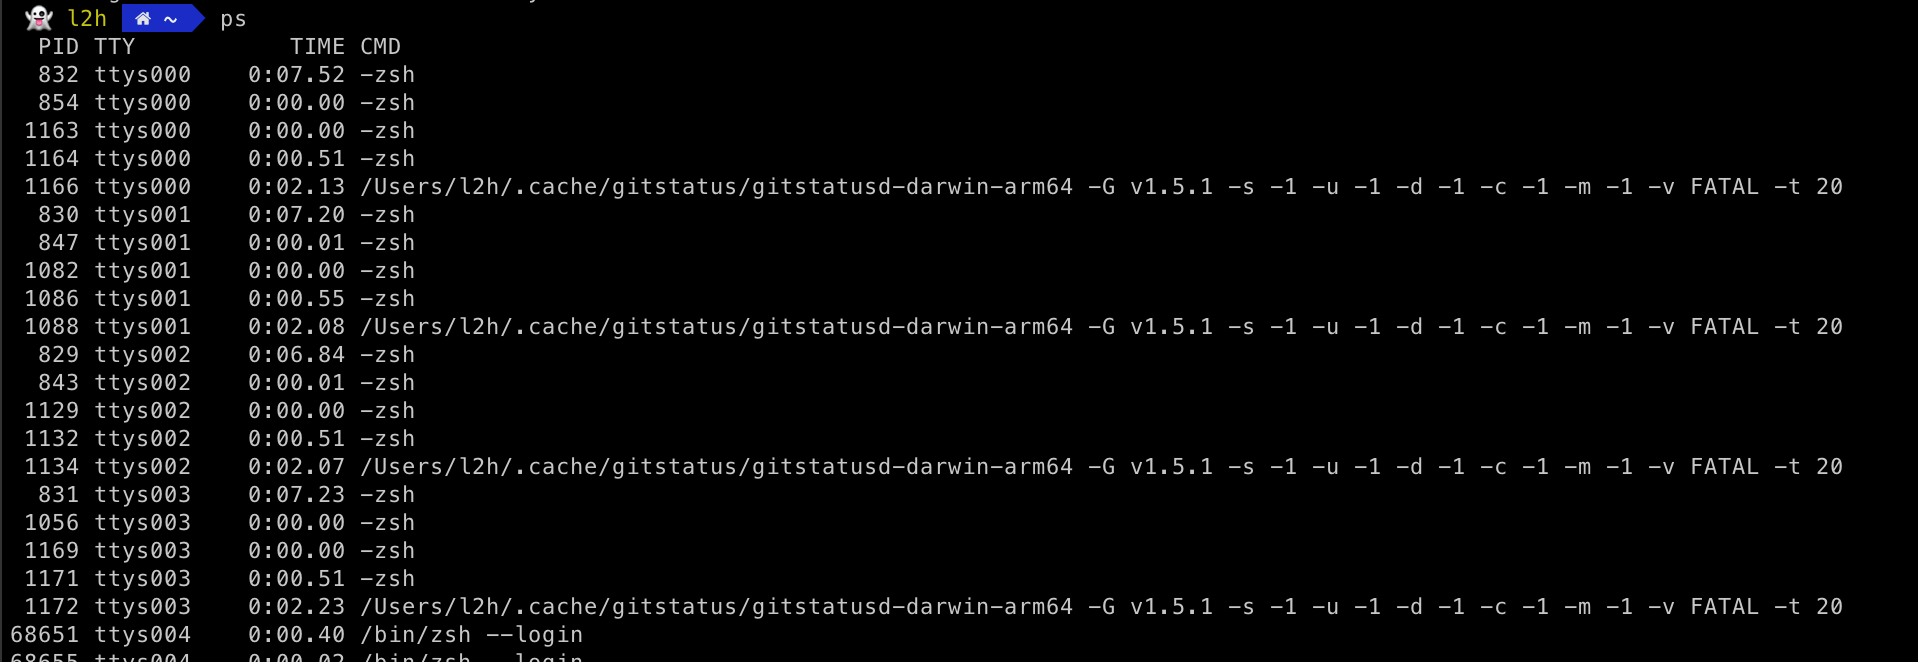 l2h ~ ps
PID TTY TIME CMD
832 ttys000 0:07.52 -zsh
854 ttys000 0:00.00 -zsh
1163 ttys000 0:00.00 -zsh
1164 ttys000 0:00.51 -zsh
1166 ttys000 0:02.13 /Users/l2h/.cache/gitstatus/gitstatusd-darwin-arm64 -G v1.5.1 -s -1 -u -1 -d -1 -c -1 -m -1 -v FATAL -t 20
830 ttys001 0:07.20 -zsh
847 ttys001 0:00.01 -zsh
1082 ttys001 0:00.00 -zsh
1086 ttys001 0:00.55 -zsh
1088 ttys001 0:02.08 /Users/l2h/.cache/gitstatus/gitstatusd-darwin-arm64 -G v1.5.1 -s -1 -u -1 -d -1 -c -1 -m -1 -v FATAL -t 20
829 ttys002 0:06.84 -zsh
843 ttys002 0:00.01 -zsh
1129 ttys002 0:00.00 -zsh
1132 ttys002 0:00.51 -zsh
1134 ttys002 0:02.07 /Users/l2h/.cache/gitstatus/gitstatusd-darwin-arm64 -G v1.5.1 -s -1 -u -1 -d -1 -c -1 -m -1 -v FATAL -t 20
831 ttys003 0:07.23 -zsh
1056 ttys003 0:00.00 -zsh
1169 ttys003 0:00.00 -zsh
1171 ttys003 0:00.51 -zsh
1172 ttys003 0:02.23 /Users/l2h/.cache/gitstatus/gitstatusd-darwin-arm64 -G v1.5.1 -s -1 -u -1 -d -1 -c -1 -m -1 -v FATAL -t 20
68651 ttys004 0:00.40 /bin/zsh --login
68655 ttys004 0:00.02 /bin/zsh --login